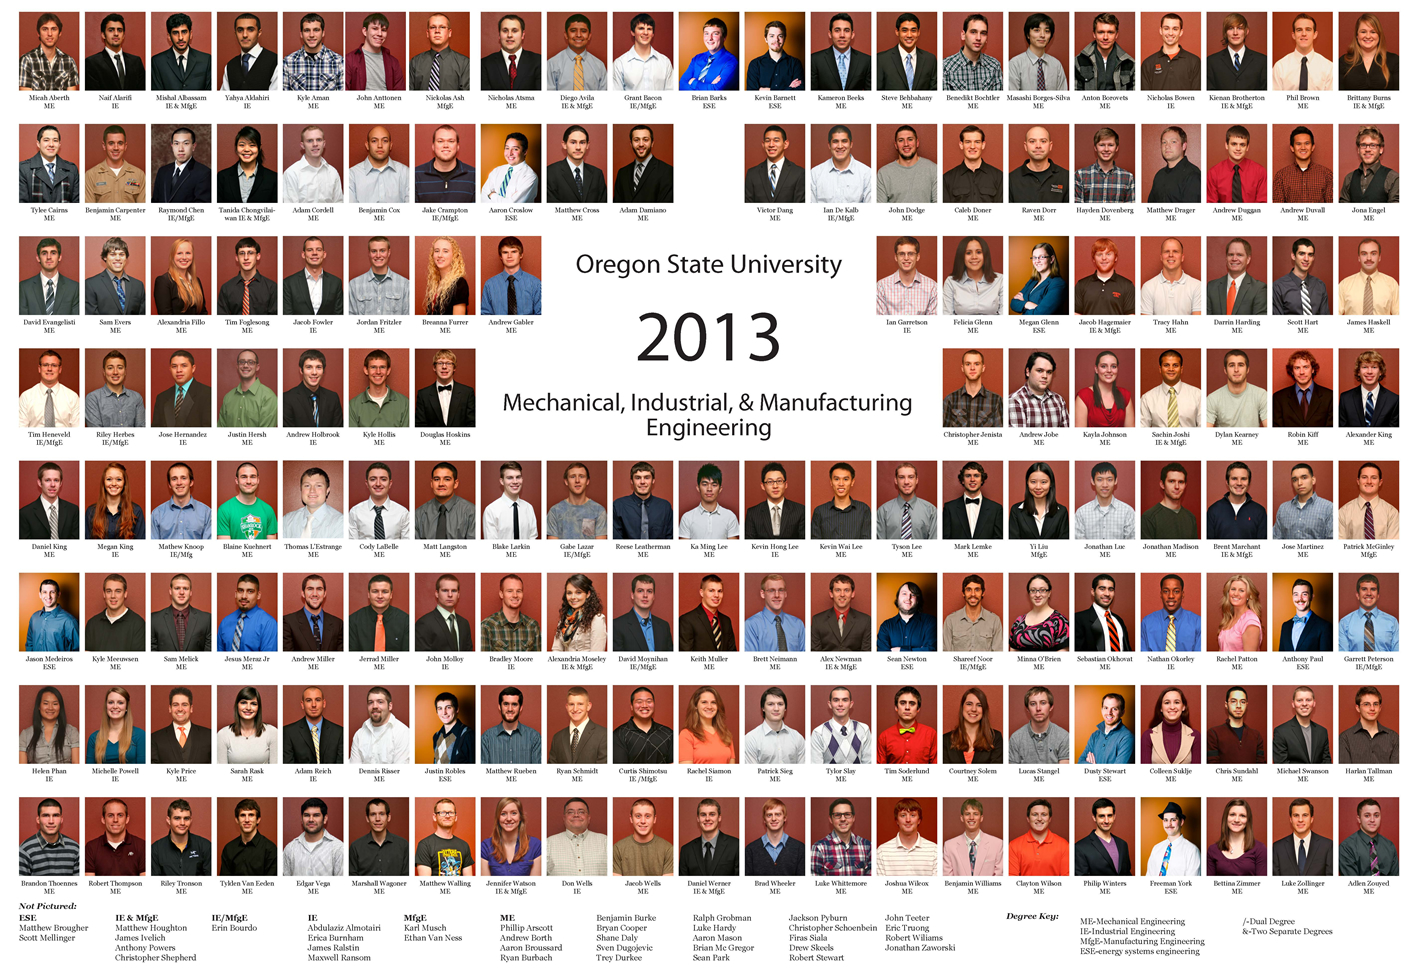 Micah Aberth Naif Alarifi Mishal Albassam Yahya Aldahiri Kyle Aman John Anttonen Nickolas Ash Nicholas Atsma Diego Avila Grant Bacon Brian Barks Kevin Barnett Kameron Beeks Steve Behbahany Benedikt Bochtler Masashi Borges-Silva Anton Borovets Nicholas Bowen Kienan Brotherton Phil Brown Brittany Burns
ME IE IE & MfgE IE ME ME MfgE ME IE & MfgE IE/MfgE ESE ESE ME ME ME ME ME IE IE & MfgE ME IE & MfgE
Tylee Cairns Benjamin Carpenter Raymond Chen Tanida Chongvilai- Adam Cordell Benjamin Cox Jake Crampton Aaron Croslow Matthew Cross Adam Damiano Victor Dang Ian De Kalb John Dodge Caleb Doner Raven Dorr Hayden Dovenberg Matthew Drager Andrew Duggan Andrew Duvall Jona Engel
ME ME IE/MfgE wan IE & MfgE ME ME IE/MfgE ESE ME ME ME IE/MfgE ME ME ME ME ME ME ME ME
Oregon State University
David Evangelisti Sam Evers Alexandria Fillo Tim Foglesong Jacob Fowler Jordan Fritzler Breanna Furrer Andrew Gabler Ian Garretson Felicia Glenn Megan Glenn Jacob Hagemaier Tracy Hahn Darrin Harding Scott Hart James Haskell
ME ME ME ME IE ME ME ME IE ME ESE IE & MfgE ME ME ME ME
2013
Mechanical, Industrial, & Manufacturing
Engineering
Tim Heneveld Riley Herbes Jose Hernandez Justin Hersh Andrew Holbrook Kyle Hollis Douglas Hoskins Christopher Jenista Andrew Jobe Kayla Johnson Sachin Joshi Dylan Kearney Robin Kiff Alexander King
IE/MfgE IE/MfgE IE ME ME IE ME ME ME ME IE & MfgE ME ME ME
Daniel King Megan King Mathew Knoop Blaine Kuehnert Thomas L'Estrange Cody LaBelle Matt Langston Blake Larkin Gabe Lazar Reese Leatherman Ka Ming Lee Kevin Hong Lee Kevin Wai Lee Tyson Lee Mark Lemke Yi Liu Jonathan Luc Jonathan Madison Brent Marchant Jose Martinez Patrick McGinley
ME IE IE/Mfg ME ME ME ME ME IE/MfgE ME ME IE ME ME ME MfgE ME ME IE & MfgE ME MfgE
Jason Medeiros Kyle Meeuwsen Sam Melick Jesus Meraz Jr Andrew Miller Jerrad Miller John Molloy Bradley Moore Alexandria Moseley David Moynihan Keith Muller Brett Neimann Alex Newman Sean Newton Shareef Noor Minna O'Brien Sebastian Okhovat Nathan Okorley Rachel Patton Anthony Paul Garrett Peterson
ESE ME ME ME ME ME IE IE IE & MfgE IE/MfgE ME ME IE & MfgE ESE IE/MfgE ME ME IE ME ESE IE/MfgE
Helen Phan Michelle Powell Kyle Price Sarah Rask Adam Reich Dennis Risser Justin Robles Matthew Rueben Ryan Schmidt Curtis Shimotsu Rachel Siamon Patrick Sieg Tylor Slay Tim Soderlund Courtney Solem Lucas Stangel Dusty Stewart Colleen Suklje Chris Sundahl Michael Swanson Harlan Tallman
IE IE ME ME IE ME ESE ME ME IE /MfgE IE ME ME ME ME ME ESE ME ME ME ME
Brandon Thoennes Robert Thompson Riley Tronson Tylden Van Eeden Edgar Vega Marshall Wagoner Matthew Walling Jennifer Watson Don Wells Jacob Wells Daniel Werner Brad Wheeler Luke Whittemore Joshua Wilcox Benjamin Williams Clayton Wilson Philip Winters Freeman York Bettina Zimmer Luke Zollinger Adlen Zouyed
ME ME ME ME IE ME ME IE & MfgE IE ME IE & MfgE ME ME ME ME ME ME ESE ME ME ME
Not Pictured:
ESE
Matthew Brougher
Scott Mellinger
IE & MfgE
Matthew Houghton
James Ivelich
Anthony Powers
Christopher Shepherd
IE/MfgE
Erin Bourdo
IE
Abdulaziz Almotairi
Erica Burnham
James Ralstin
Maxwell Ransom
MfgE
Karl Musch
Ethan Van Ness
ME
Phillip Arscott
Andrew Borth
Aaron Broussard
Ryan Burbach
Benjamin Burke
Bryan Cooper
Shane Daly
Sven Dugojevic
Trey Durkee
Ralph Grobman
Luke Hardy
Aaron Mason
Brian Mc Gregor
Sean Park
Jackson Pyburn
Christopher Schoenbein
Firas Siala
Drew Skeels
Robert Stewart
John Teeter
Eric Truong
Robert Wiliams
Jonathan Zaworski
Degree Key:
ME-Mechanical Engineering
IE-Industrial Engineering
MfgE-Manufacturing Engineering
ESE-energy systems engineering
/-Dual Degree
&-Two Separate Degrees